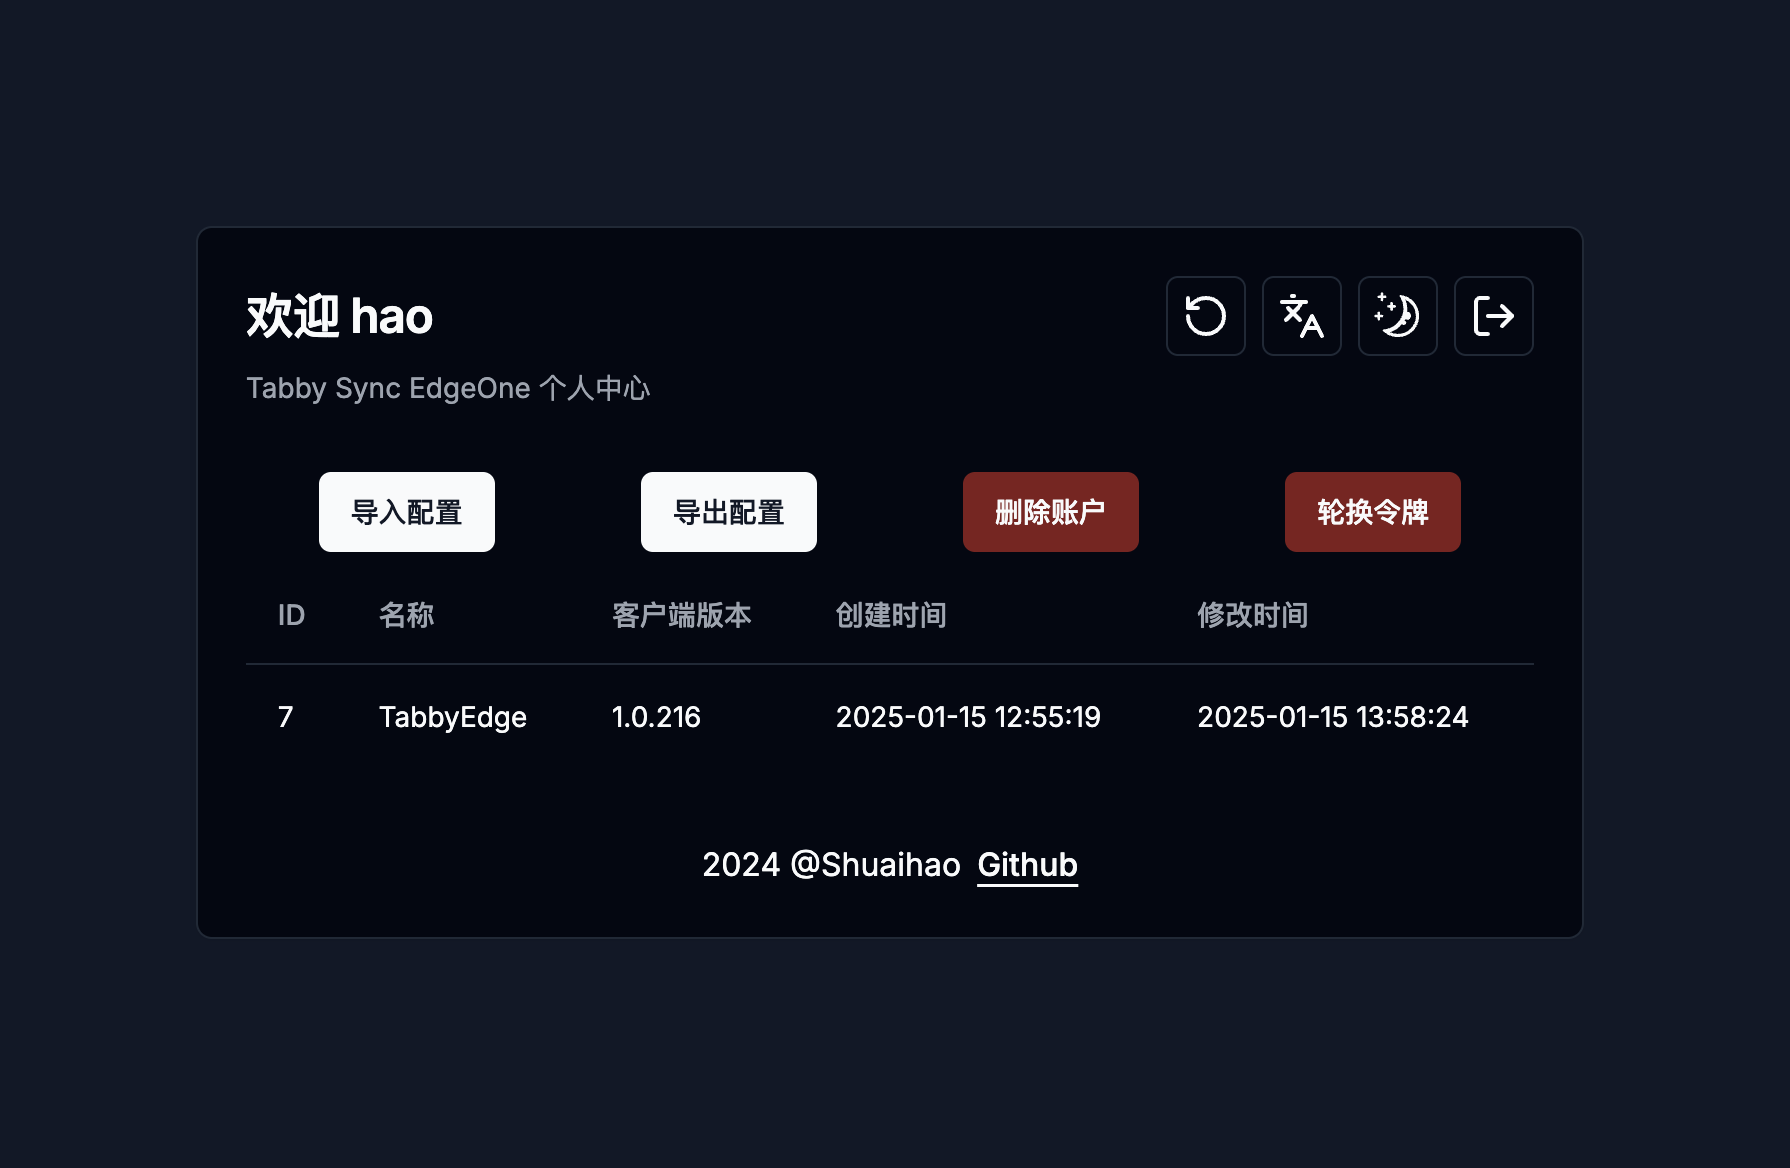 欢迎 hao
Tabby Sync EdgeOne 个人中心
导入配置 导出配置 删除账户 轮换令牌
ID 名称 客户端版本 创建时间 修改时间
7 TabbyEdge 1.0.216 2025-01-15 12:55:19 2025-01-15 13:58:24
2024 @Shuaihao Github